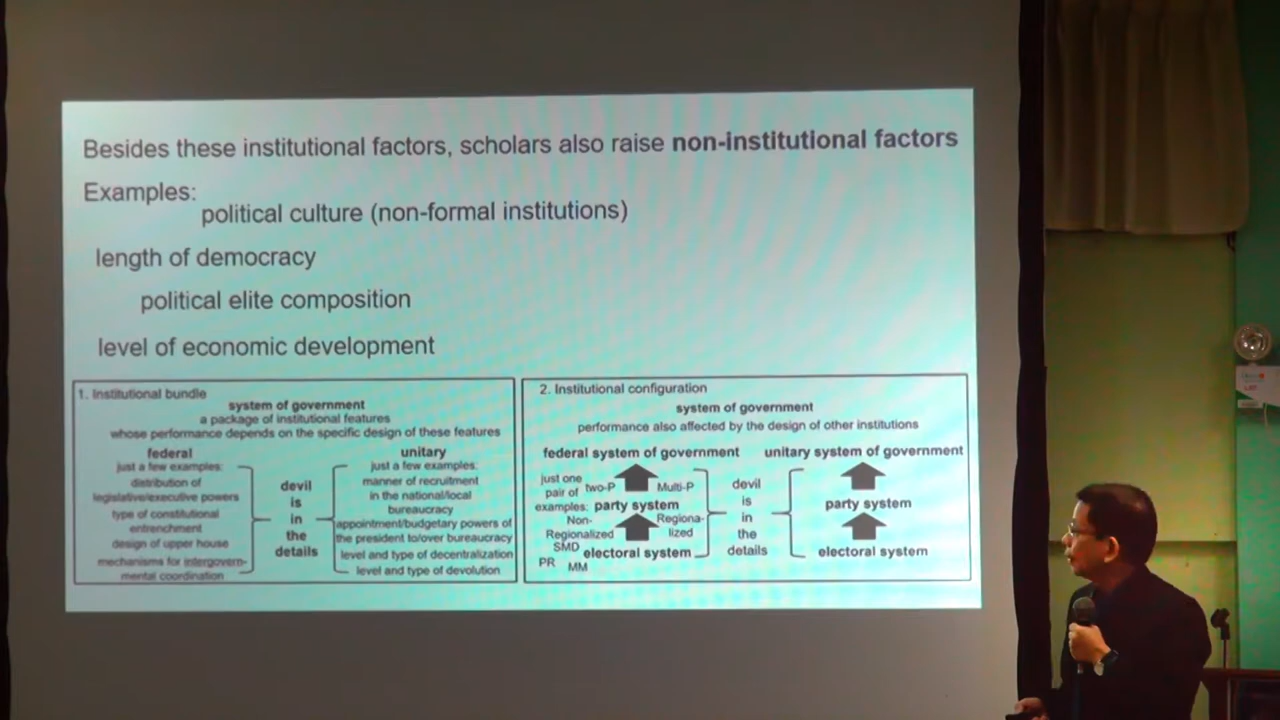 Besides these institutional factors, scholars also raise non-institutional factors
Examples:
political culture (non-formal institutions)
length of democracy
political elite composition
level of economic development
1. Institutional bundle
system of government
a package of institutional features
whose performance depends on the specific design of these features
federal
just a few examples:
distribution of
legislative/executive powers
type of constitutional
entrenchment
design of upper house
mechanisms for intergovern-
mental coordination
devil
is
in
the
details
unitary
just a few examples:
manner of recruitment
in the national/local
bureaucracy
appointment/budgetary powers of
the president to/over bureaucracy
level and type of decentralization
level and type of devolution
2. Institutional configuration
system of government
performance also affected by the design of other institutions
federal system of government
just one
pair of
examples:
two-P
Multi-P
party system
Non-
Regionalized
Regiona-
lized
SMD
electoral system
PR
MM
devil
is
in
the
details
unitary system of government
party system
electoral system